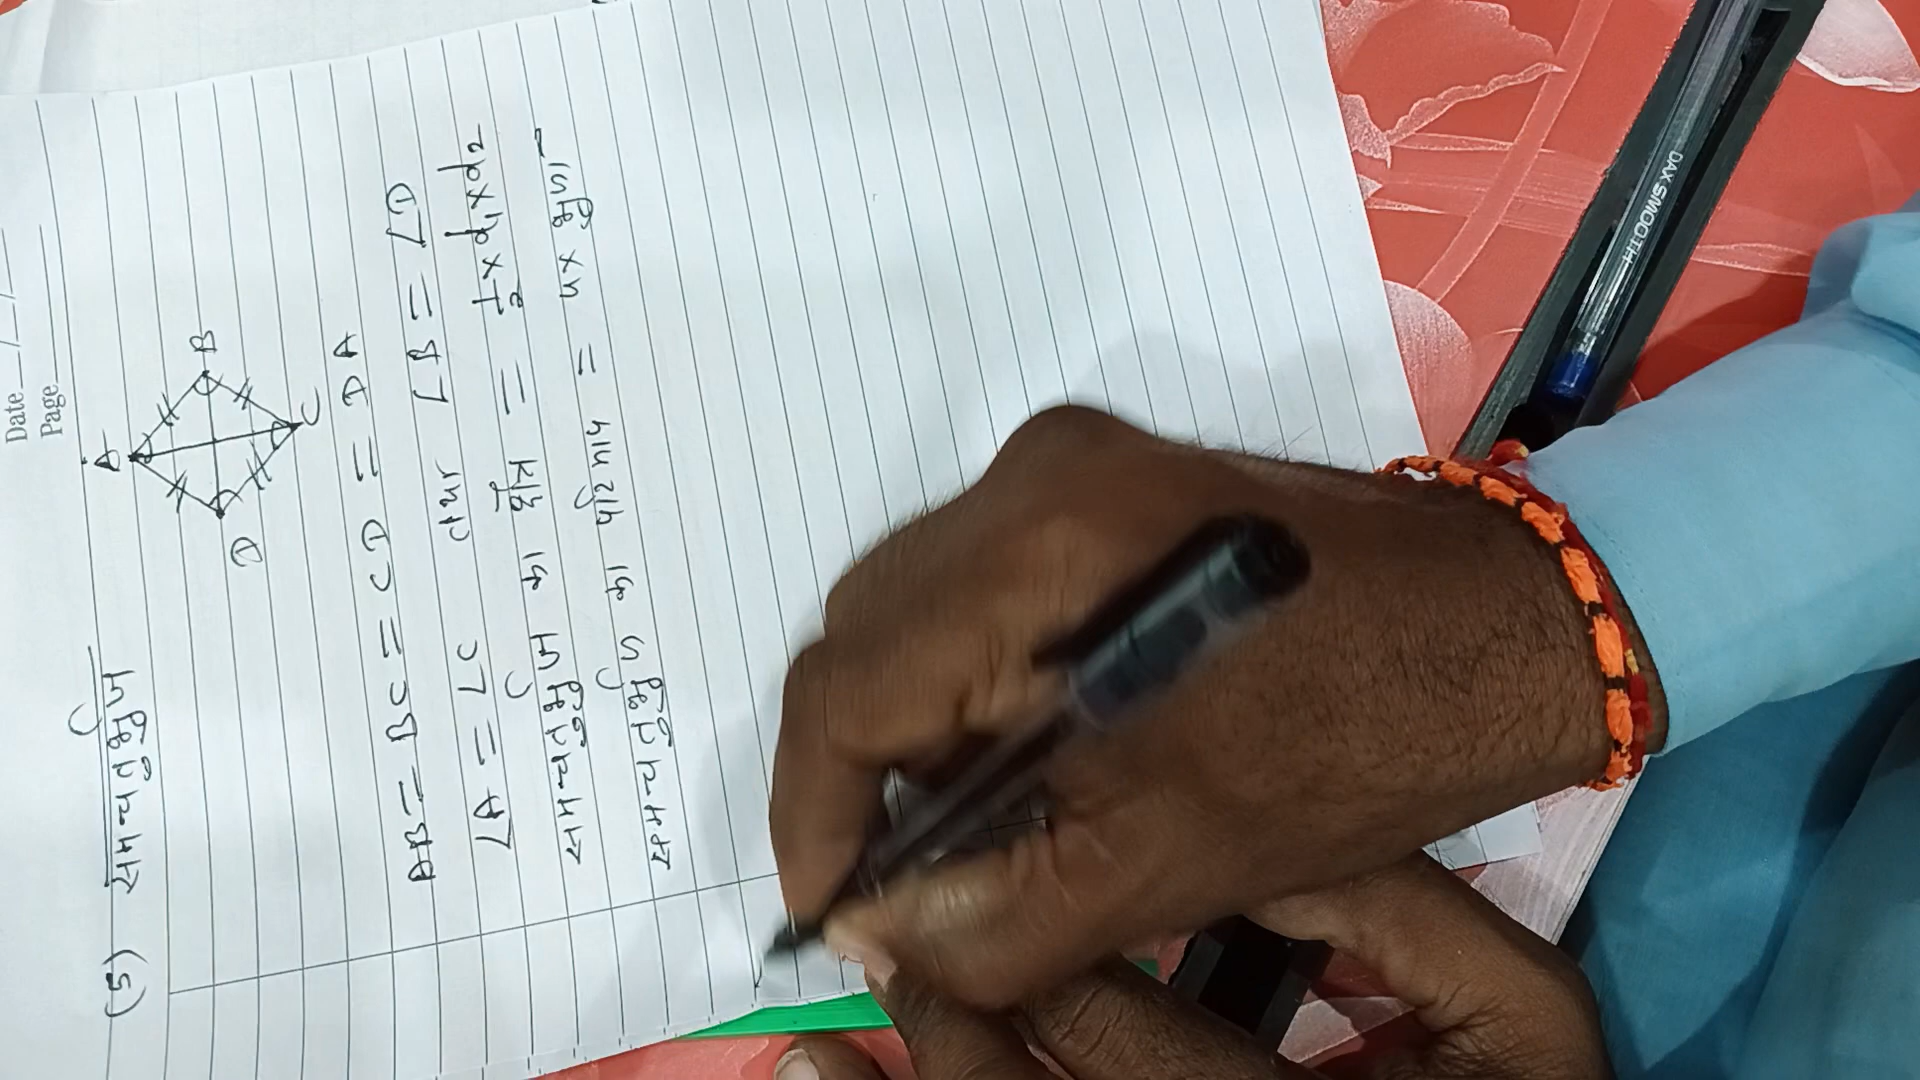 Date / /
Page
(5) समचतुर्भुज
A
B
D
C
AB = BC = CD = DA
∠A = ∠C तथा ∠B = ∠D
समचतुर्भुज का क्षे० = 1/2 × d1 × d2
समचतुर्भुज का परिमाप = 4 × भुजा
DAX SMOOTH